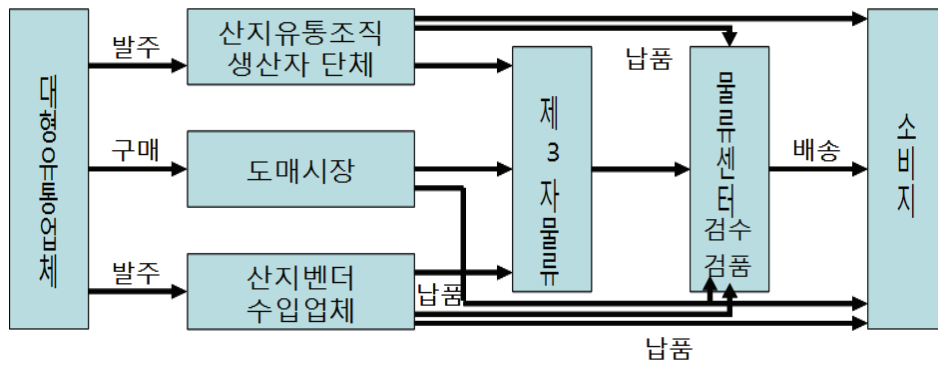 대형유통업체
발주
구매
발주
산지유통조직
생산자 단체
도매시장
산지벤더
수입업체
납품
제3자물류
납품
물류센터
검수
검품
배송
납품
소비지